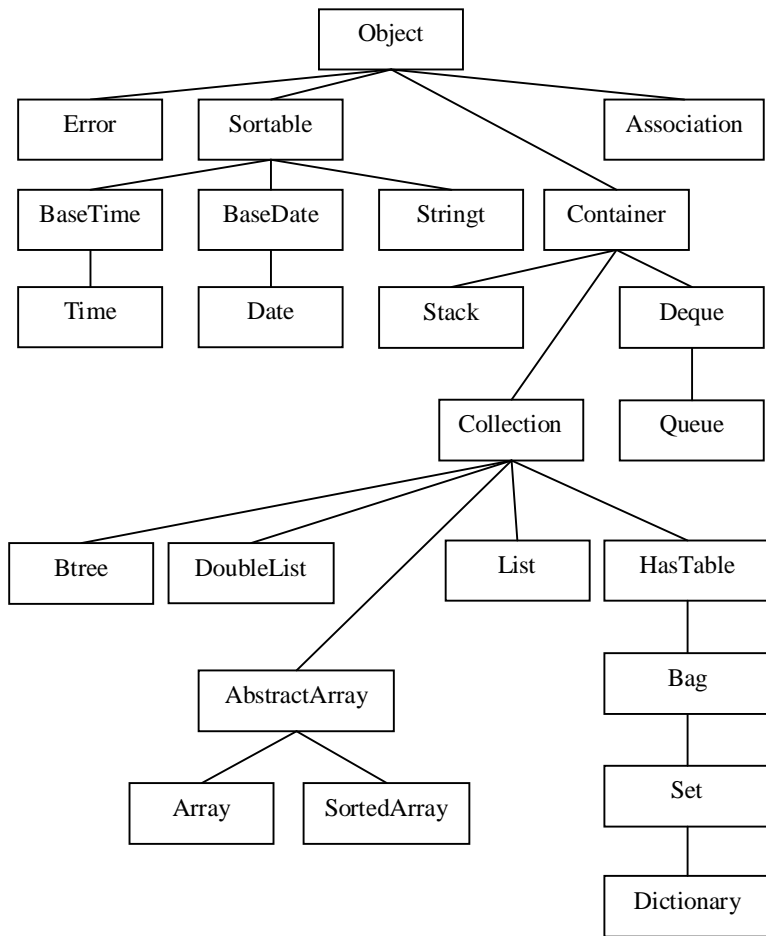 Object
Error
Sortable
Association
BaseTime
BaseDate
Stringt
Container
Time
Date
Stack
Deque
Collection
Queue
Btree
DoubleList
List
HasTable
AbstractArray
Bag
Array
SortedArray
Set
Dictionary